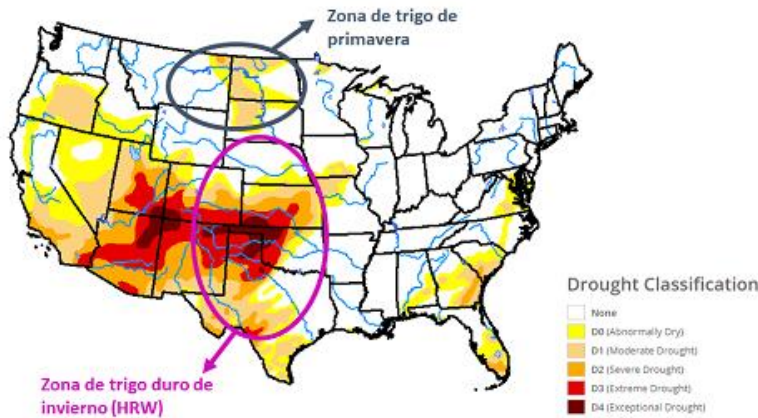 Zona de trigo de
primavera
Drought Classification
None
D0 (Abnormally Dry)
D1 (Moderate Drought)
D2 (Severe Drought)
D3 (Extreme Drought)
D4 (Exceptional Drought)
Zona de trigo duro de
invierno (HRW)